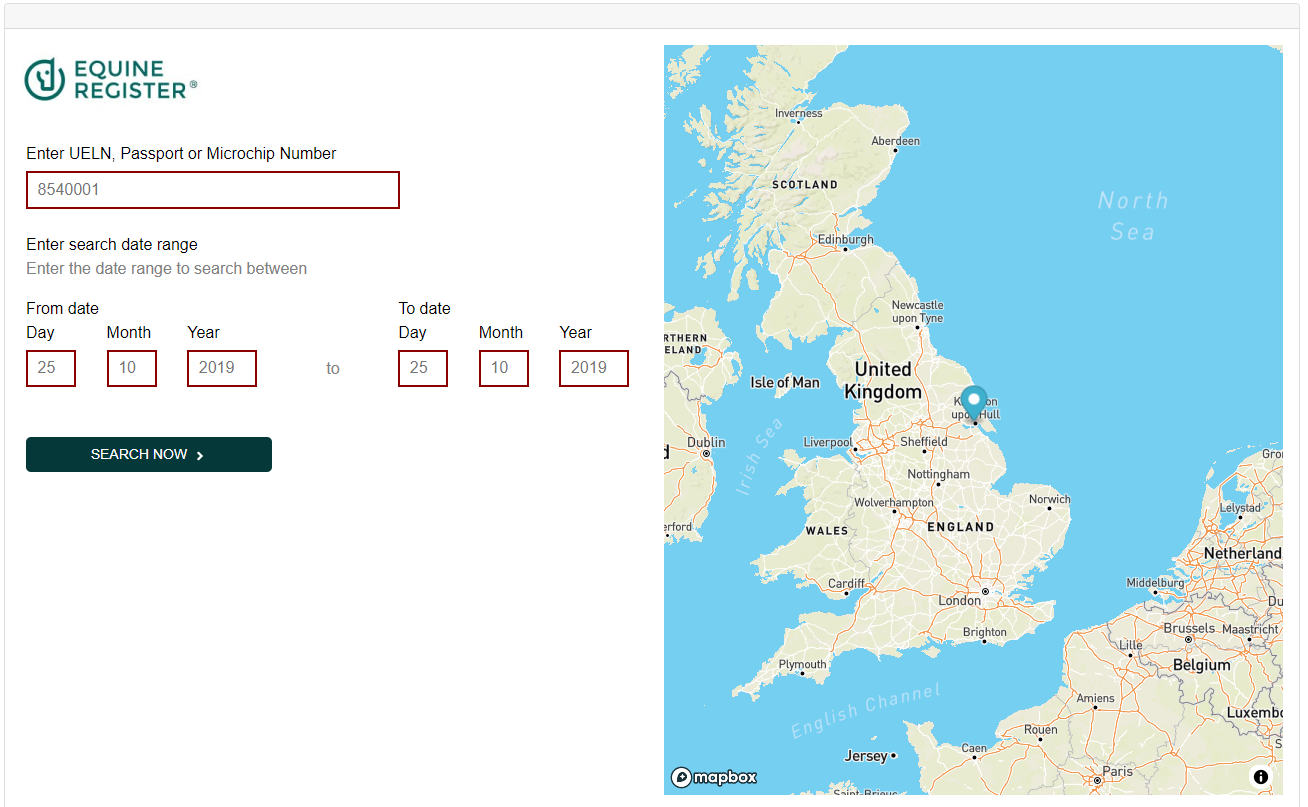 EQUINE
REGISTER®
Enter UELN, Passport or Microchip Number
8540001
Enter search date range
Enter the date range to search between
From date
To date
Day Month Year
Day Month Year
25 10 2019 to 25 10 2019
SEARCH NOW
Inverness
Aberdeen
SCOTLAND
North
Sea
Edinburgh
Newcastle
upon Tyne
RTHERN
ELAND
United
Kingdom
Isle of Man
K on
upo Hull
Irish Sea
Dublin
d
Liverpool
Sheffield
Nottingham
Gro
Wolverhampton
Norwich
Lelystad
erford
WALES
ENGLAND
Netherland
Cardiff
Middelburg
London
Du
Brighton
Brussels
Maastricht
Lille
Plymouth
Belgium
English Channel
Amiens
Luxembo
Rouen
S
Jersey
Caen
Paris
mapbox
Saint-Brieuc